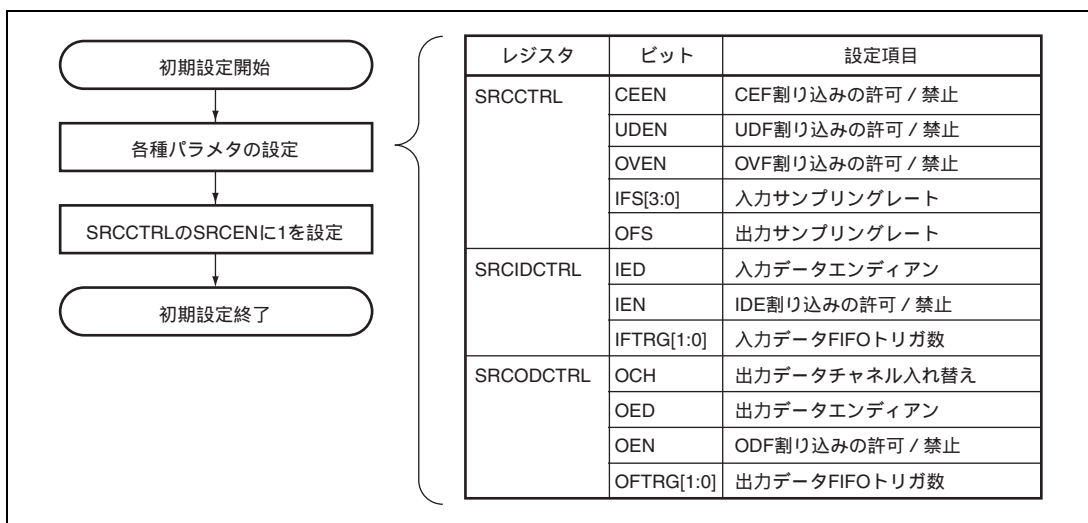 初期設定開始
各種パラメタの設定
SRCCTRLのSRCENに1を設定
初期設定終了
レジスタ ビット 設定項目
SRCCTRL CEEN CEF割り込みの許可 / 禁止
UDEN UDF割り込みの許可 / 禁止
OVEN OVF割り込みの許可 / 禁止
IFS[3:0] 入力サンプリングレート
OFS 出力サンプリングレート
SRCIDCTRL IED 入力データエンディアン
IEN IDE割り込みの許可 / 禁止
IFTRG[1:0] 入力データFIFOトリガ数
SRCODCTRL OCH 出力データチャネル入れ替え
OED 出力データエンディアン
OEN ODF割り込みの許可 / 禁止
OFTRG[1:0] 出力データFIFOトリガ数